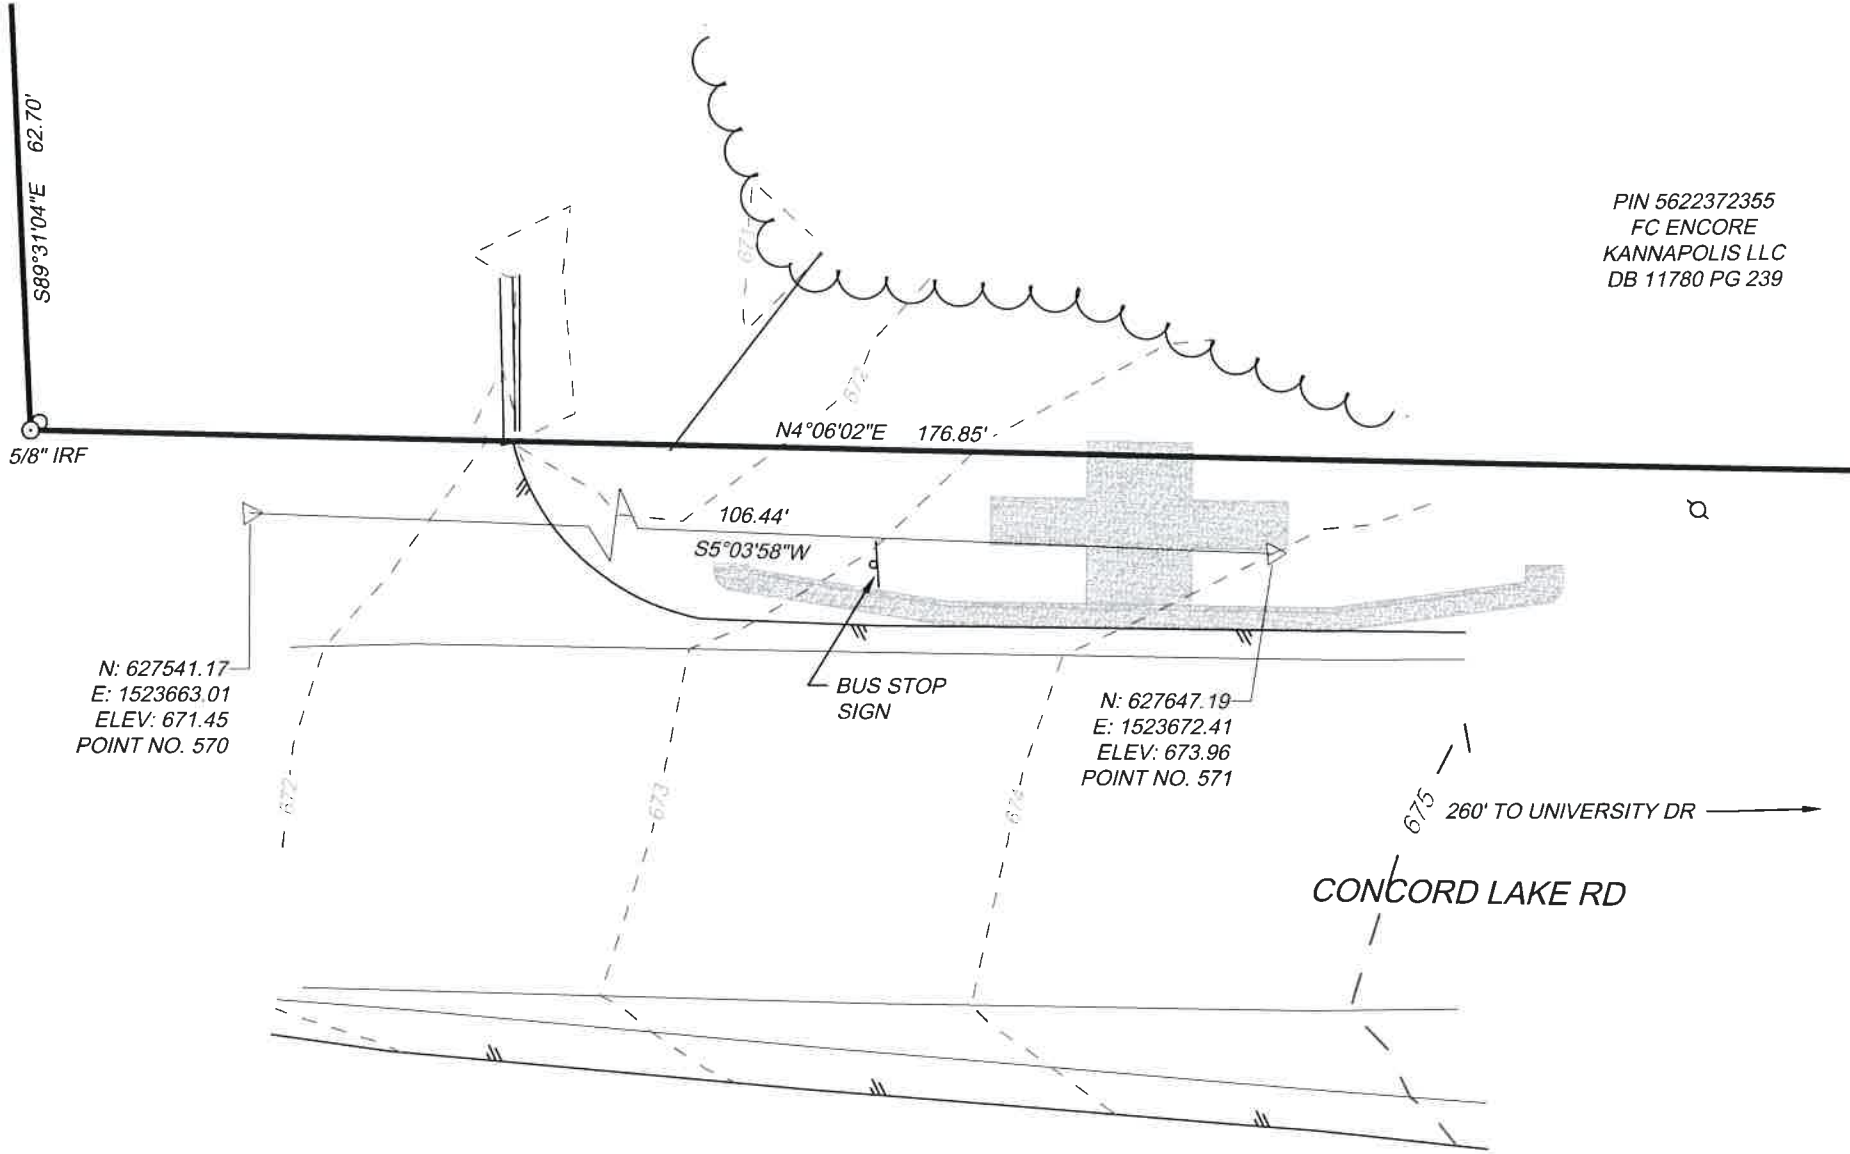 S89°31'04"E 62.70'
PIN 5622372355
FC ENCORE
KANNAPOLIS LLC
DB 11780 PG 239
671
672
5/8" IRF
N4°06'02"E 176.85'
106.44'
S5°03'58"W
N: 627541.17
E: 1523663.01
ELEV: 671.45
POINT NO. 570
BUS STOP
SIGN
N: 627647.19
E: 1523672.41
ELEV: 673.96
POINT NO. 571
672
673
674
675
260' TO UNIVERSITY DR
CONCORD LAKE RD